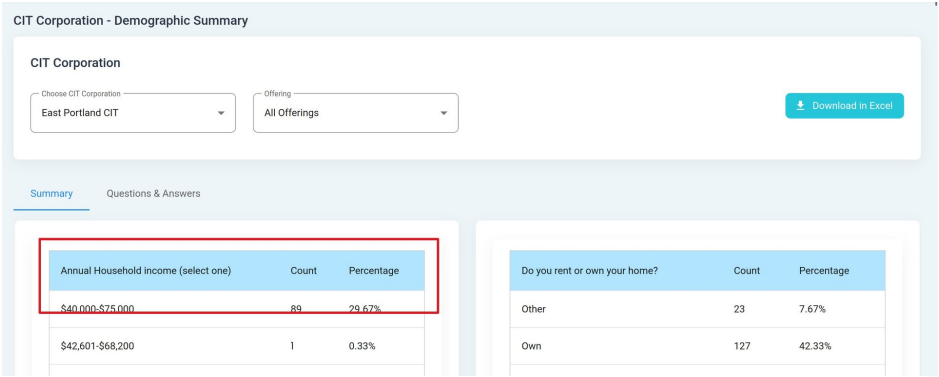 CIT Corporation - Demographic Summary
CIT Corporation
Choose CIT Corporation
East Portland CIT
Offering
All Offerings
Download in Excel
Summary
Questions & Answers
Annual Household income (select one) Count Percentage
$40,000-$75,000 89 29.67%
$42,601-$68,200 1 0.33%
Do you rent or own your home? Count Percentage
Other 23 7.67%
Own 127 42.33%